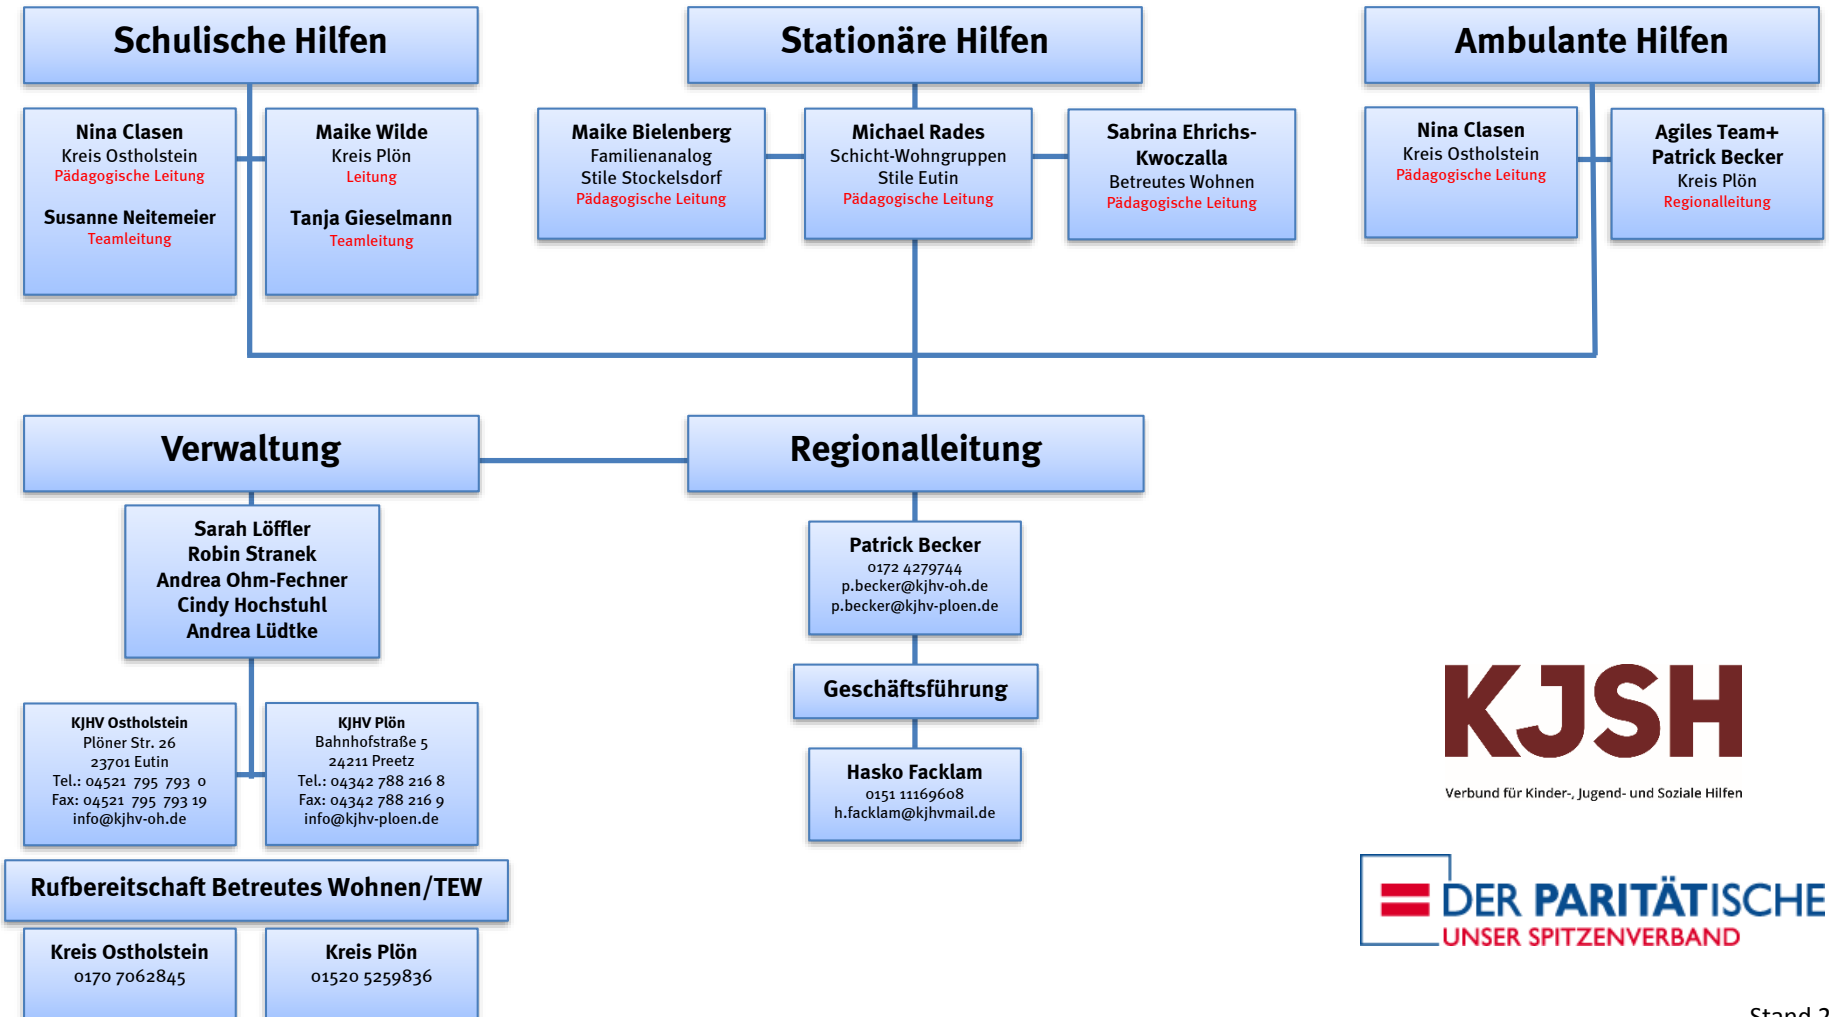 Schulische Hilfen
Nina Clasen
Kreis Ostholstein
Pädagogische Leitung
Susanne Neitemeier
Teamleitung
Maike Wilde
Kreis Plön
Leitung
Tanja Gieselmann
Teamleitung
Stationäre Hilfen
Maike Bielenberg
Familienanalog
Stile Stockelsdorf
Pädagogische Leitung
Michael Rades
Schicht-Wohngruppen
Stile Eutin
Pädagogische Leitung
Sabrina Ehrichs-
Kwoczalla
Betreutes Wohnen
Pädagogische Leitung
Ambulante Hilfen
Nina Clasen
Kreis Ostholstein
Pädagogische Leitung
Agiles Team+
Patrick Becker
Kreis Plön
Regionalleitung
Verwaltung
Sarah Löffler
Robin Stranek
Andrea Ohm-Fechner
Cindy Hochstuhl
Andrea Lüdtke
KJHV Ostholstein
Plöner Str. 26
23701 Eutin
Tel.: 04521 795 793 0
Fax: 04521 795 793 19
info@kjhv-oh.de
KJHV Plön
Bahnhofstraße 5
24211 Preetz
Tel.: 04342 788 216 8
Fax: 04342 788 216 9
info@kjhv-ploen.de
Rufbereitschaft Betreutes Wohnen/TEW
Kreis Ostholstein
0170 7062845
Kreis Plön
01520 5259836
Regionalleitung
Patrick Becker
0172 4279744
p.becker@kjhv-oh.de
p.becker@kjhv-ploen.de
Geschäftsführung
Hasko Facklam
0151 11169608
h.facklam@kjhvmail.de
KJSH
Verbund für Kinder-, Jugend- und Soziale Hilfen
DER PARITÄTISCHE
UNSER SPITZENVERBAND
Stand 2